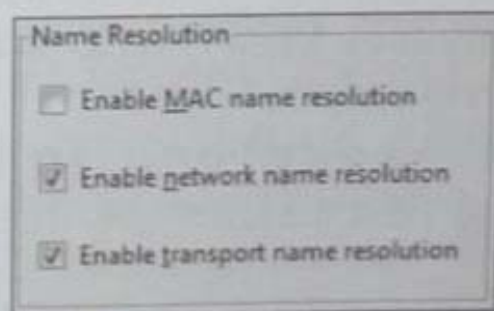 Name Resolution
Enable MAC name resolution
Enable network name resolution
Enable transport name resolution